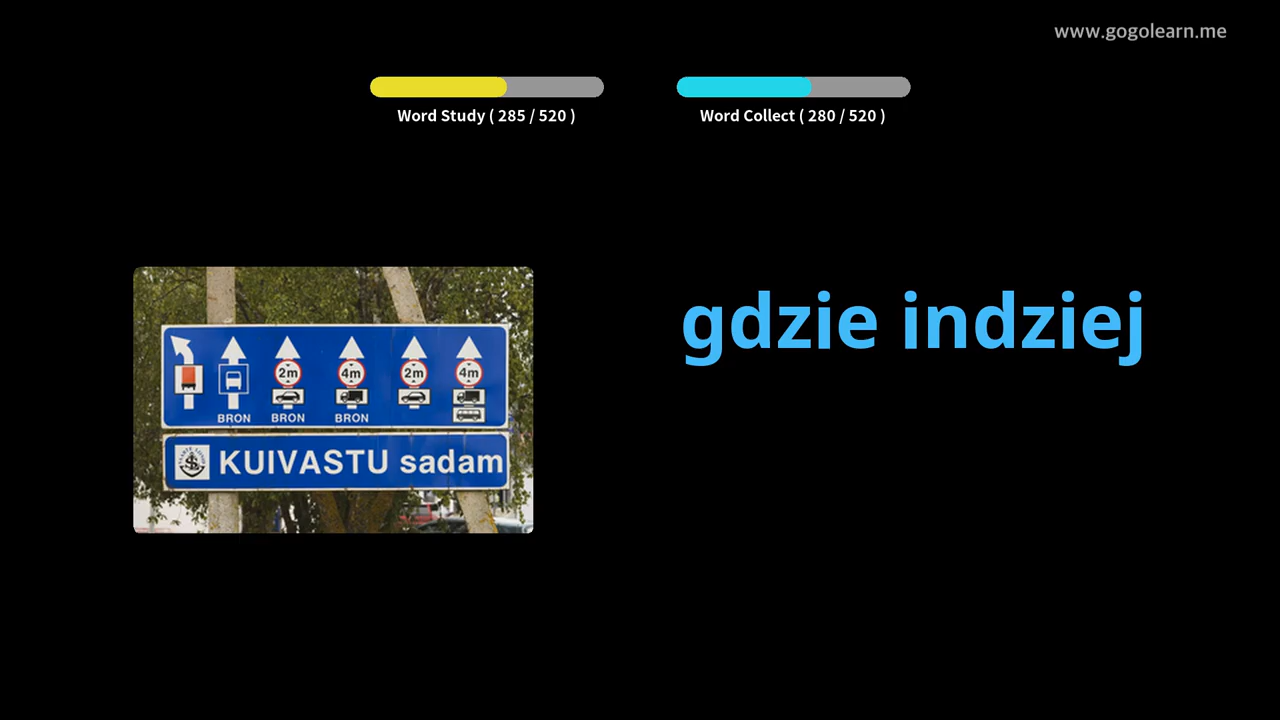 www.gogolearn.me
Word Study ( 285 / 520 )
Word Collect ( 280 / 520 )
gdzie indziej
2m
4m
2m
4m
BRON
BRON
BRON
KUIVASTU sadam